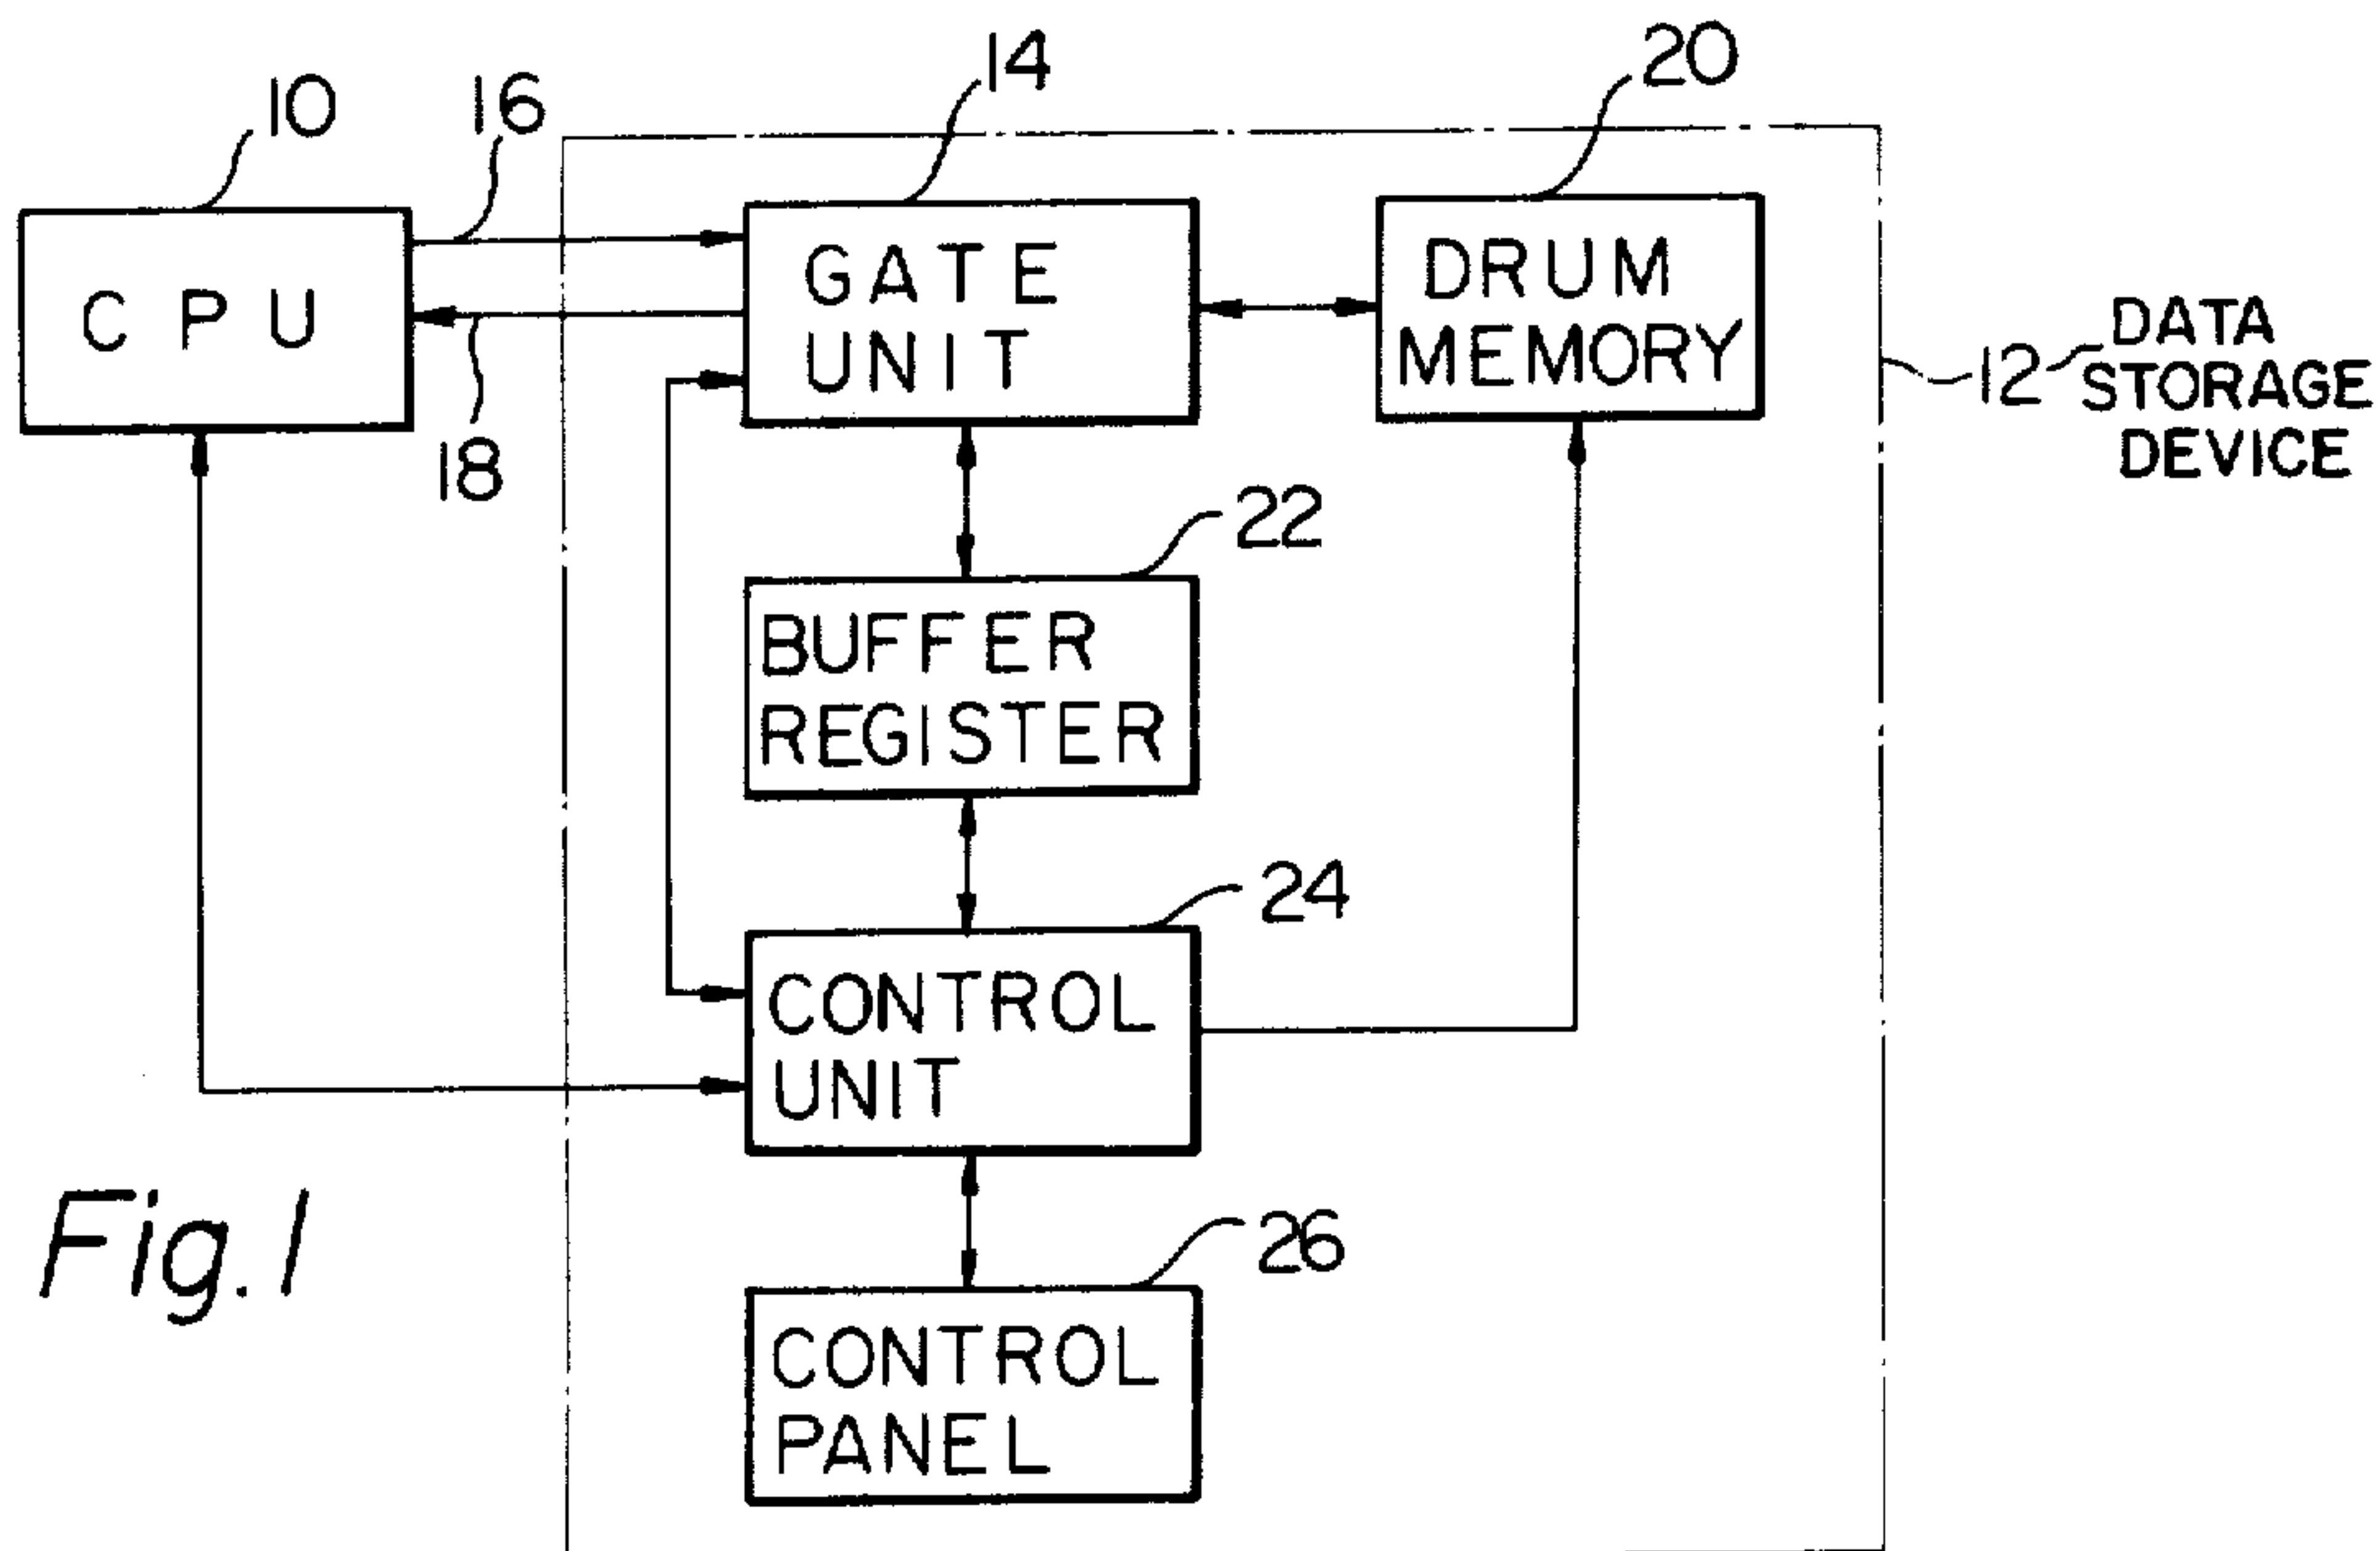 10
16
14
20
C P U
GATE
UNIT
DRUM
MEMORY
12
DATA
STORAGE
DEVICE
18
22
BUFFER
REGISTER
24
CONTROL
UNIT
26
CONTROL
PANEL
Fig. 1